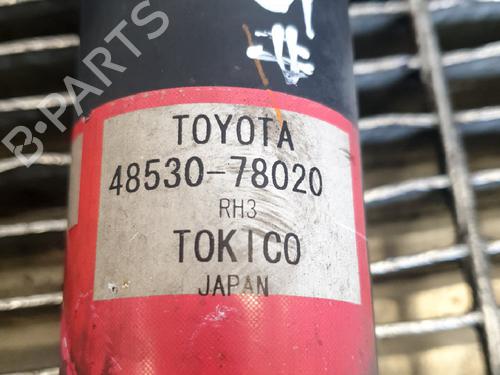 B-PARTS
TOYOTA
48530-78020
RH3
TOKICO
JAPAN